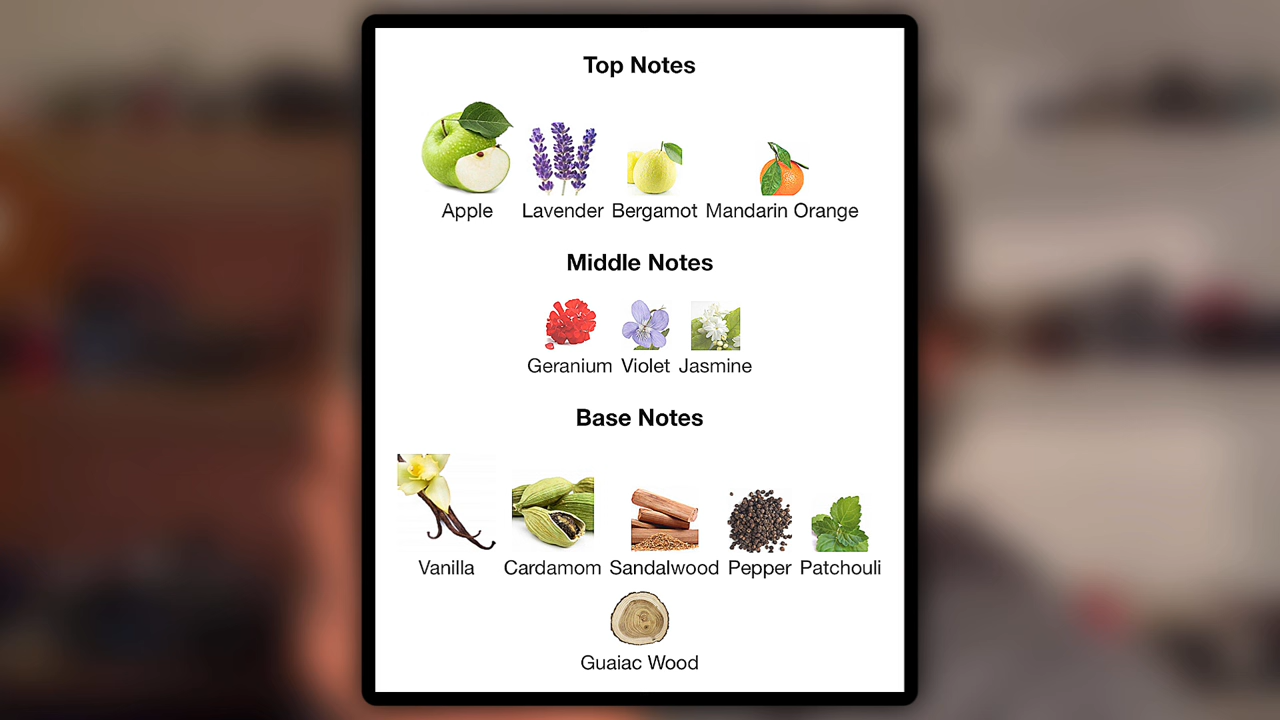 Top Notes
Apple Lavender Bergamot Mandarin Orange
Middle Notes
Geranium Violet Jasmine
Base Notes
Vanilla Cardamom Sandalwood Pepper Patchouli
Guaiac Wood